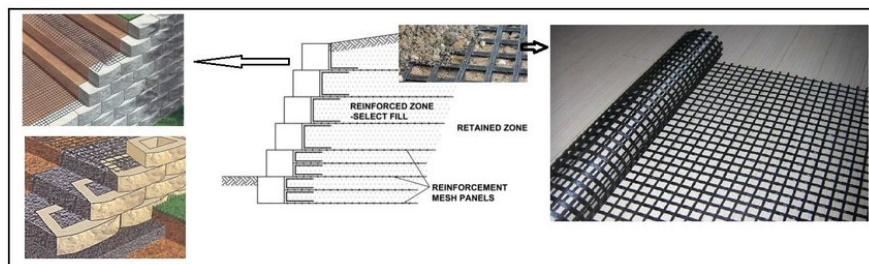 REINFORCED ZONE
-SELECT FILL
RETAINED ZONE
REINFORCEMENT
MESH PANELS